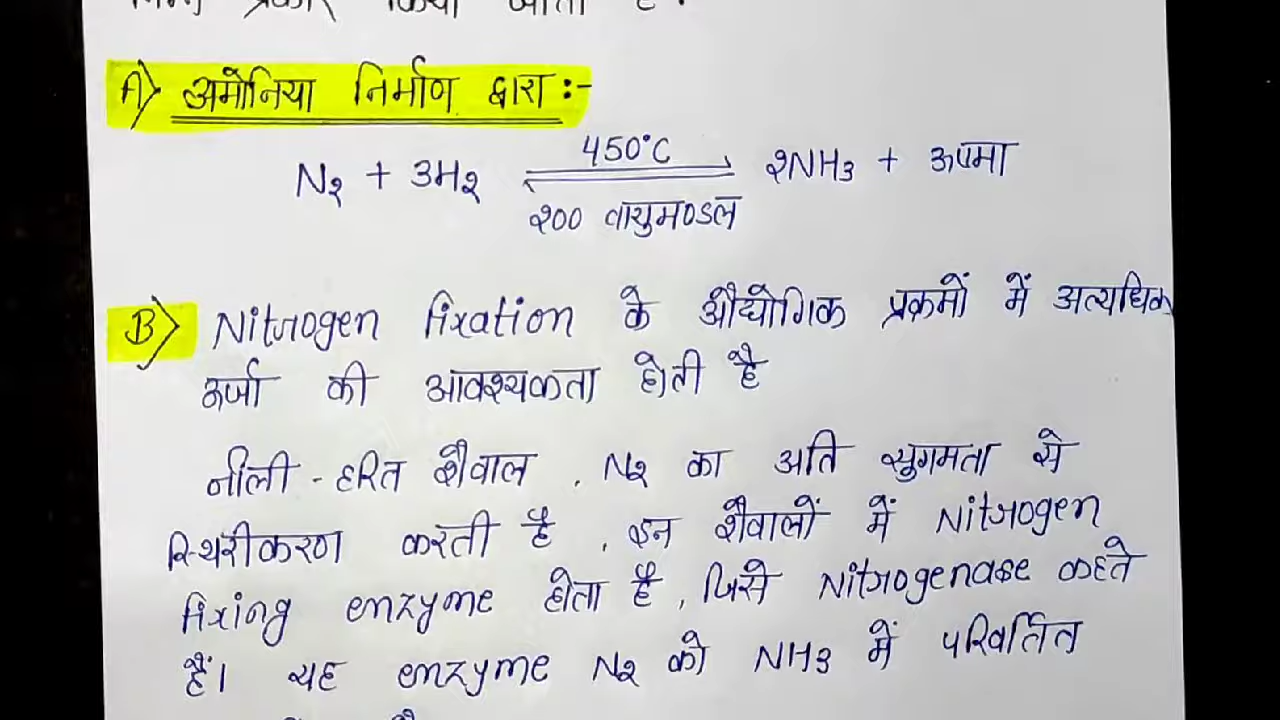 प्रकार किया जाता है :
A) अमोनिया निर्माण द्वारा :-
N2 + 3H2 ⇌ 2NH3 + ऊष्मा
450°C
200 वायुमण्डल
B) Nitrogen fixation के औद्योगिक प्रक्रमों में अत्यधिक
ऊर्जा की आवश्यकता होती है
नीली - हरित शैवाल , N2 का अति सुगमता से
स्थिरीकरण करती है , इन शैवालों में Nitrogen
fixing enzyme होता है , जिसे Nitrogenase कहते
हैं। यह enzyme N2 को NH3 में परिवर्तित